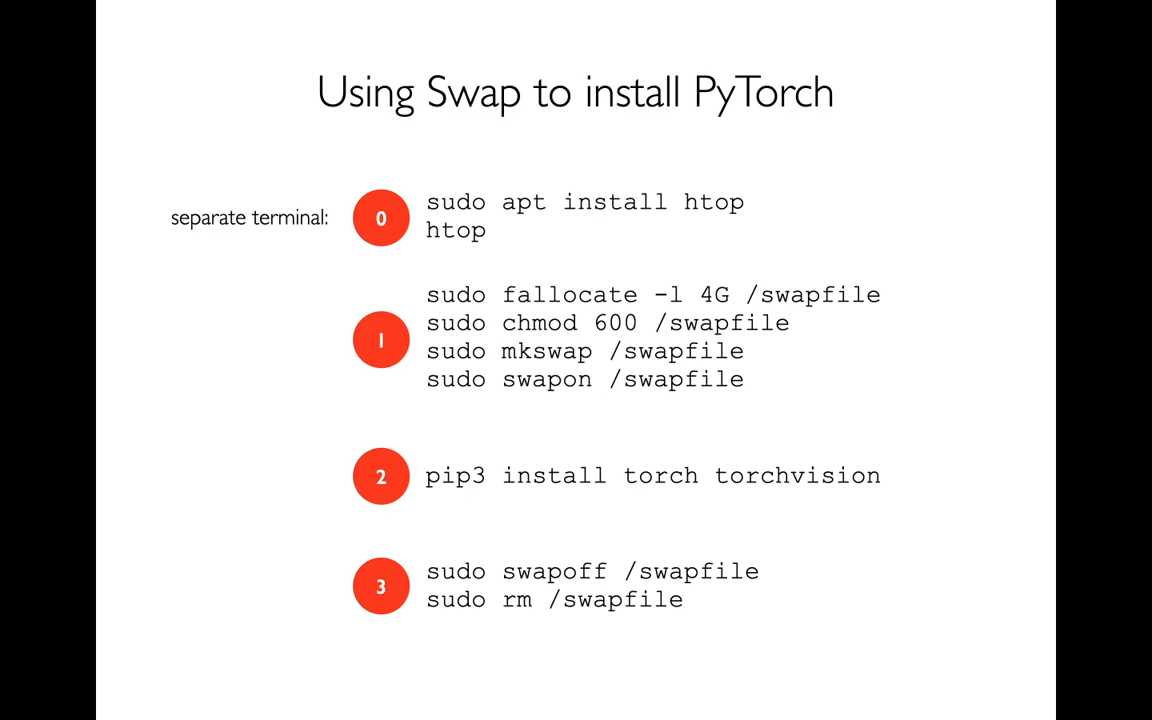 Using Swap to install PyTorch
separate terminal:
0
sudo apt install htop
htop
1
sudo fallocate -l 4G /swapfile
sudo chmod 600 /swapfile
sudo mkswap /swapfile
sudo swapon /swapfile
2
pip3 install torch torchvision
3
sudo swapoff /swapfile
sudo rm /swapfile